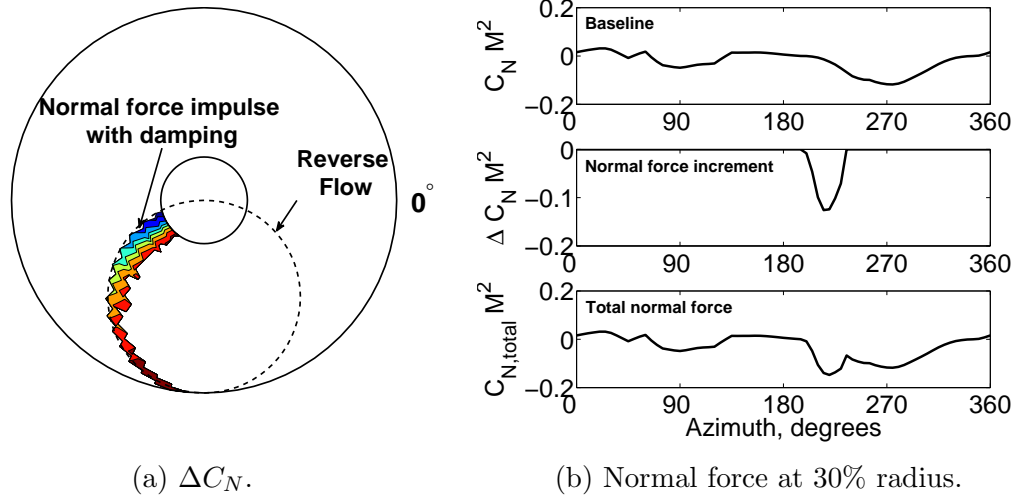 Normal force impulse
with damping
Reverse
Flow
0°
(a) ΔC_N.
0.2
0
−0.2
C_N M²
Baseline
0 90 180 270 360
0
−0.1
−0.2
Δ C_N M²
Normal force increment
0 90 180 270 360
0.2
0
−0.2
C_N,total M²
Total normal force
0 90 180 270 360
Azimuth, degrees
(b) Normal force at 30% radius.